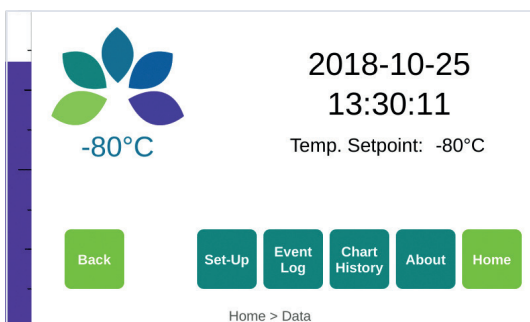 2018-10-25
13:30:11
-80°C
Temp. Setpoint: -80°C
Back
Set-Up
Event
Log
Chart
History
About
Home
Home > Data